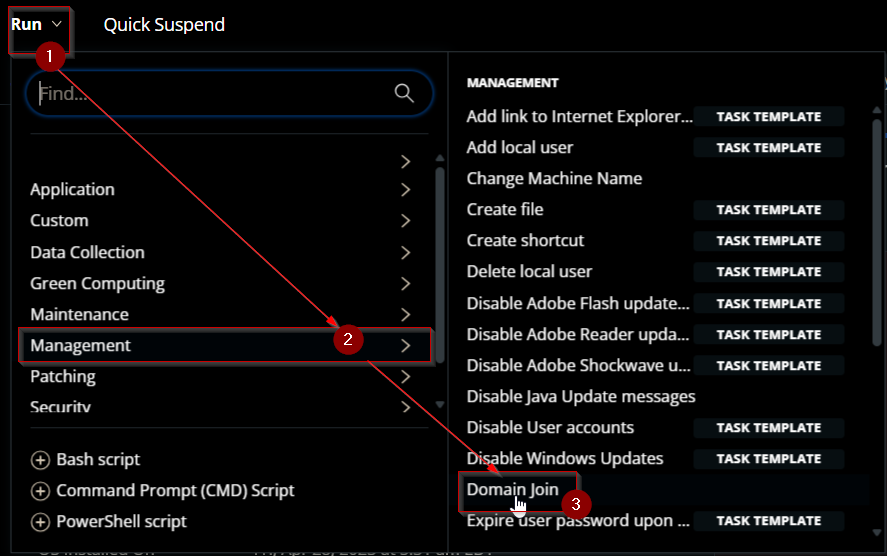 Run
Quick Suspend
1
Find...
Application
Custom
Data Collection
Green Computing
Maintenance
Management
2
Patching
Security
Bash script
Command Prompt (CMD) Script
PowerShell script
MANAGEMENT
Add link to Internet Explorer... TASK TEMPLATE
Add local user TASK TEMPLATE
Change Machine Name
Create file TASK TEMPLATE
Create shortcut TASK TEMPLATE
Delete local user TASK TEMPLATE
Disable Adobe Flash update... TASK TEMPLATE
Disable Adobe Reader upda... TASK TEMPLATE
Disable Adobe Shockwave u... TASK TEMPLATE
Disable Java Update messages
Disable User accounts TASK TEMPLATE
Disable Windows Updates TASK TEMPLATE
Domain Join
3
Expire user password upon ... TASK TEMPLATE